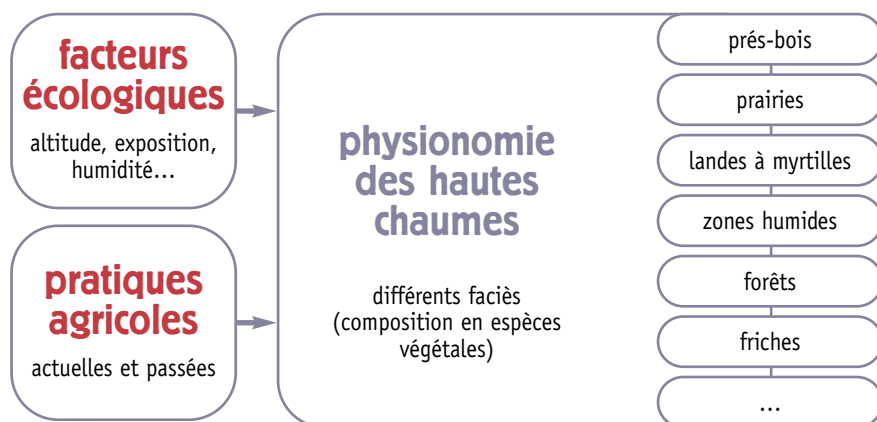 facteurs
écologiques
altitude, exposition,
humidité...
pratiques
agricoles
actuelles et passées
physionomie
des hautes
chaumes
différents faciès
(composition en espèces
végétales)
prés-bois
prairies
landes à myrtilles
zones humides
forêts
friches
...